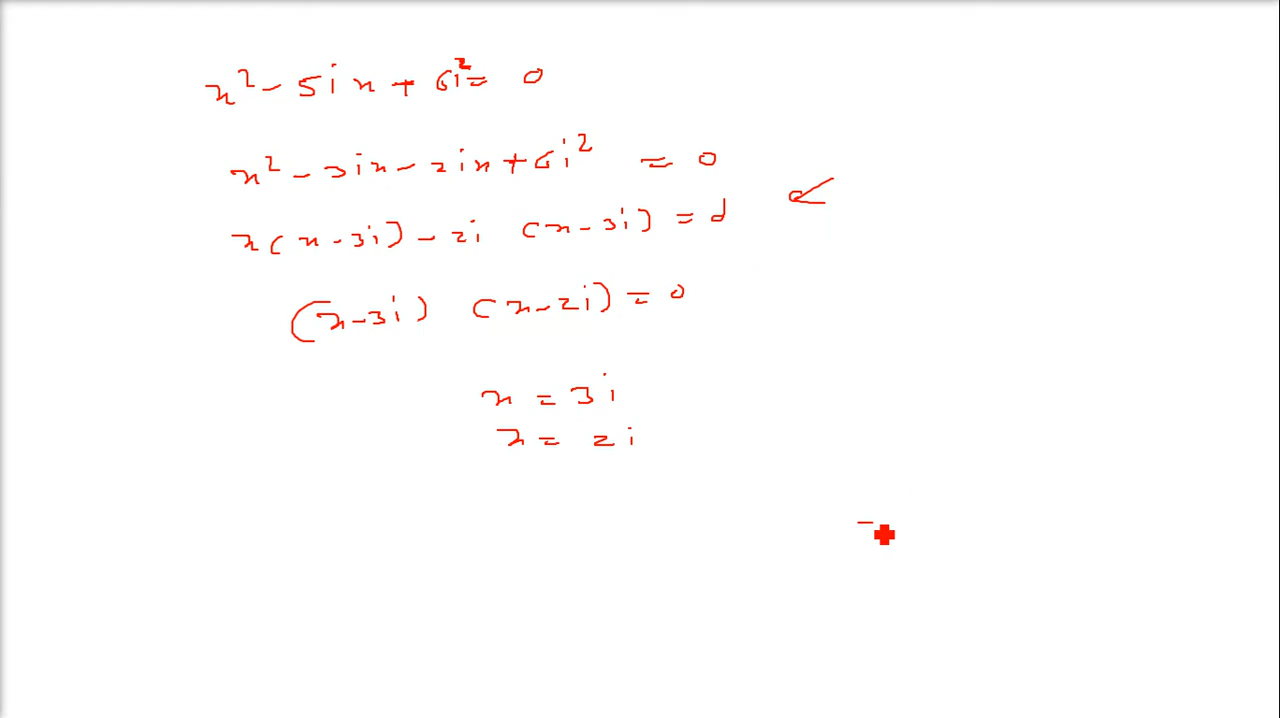 x² - 5ix + 6i² = 0
x² - 3ix - 2ix + 6i² = 0
x(x - 3i) - 2i (x - 3i) = 0
(x - 3i) (x - 2i) = 0
x = 3i
x = 2i